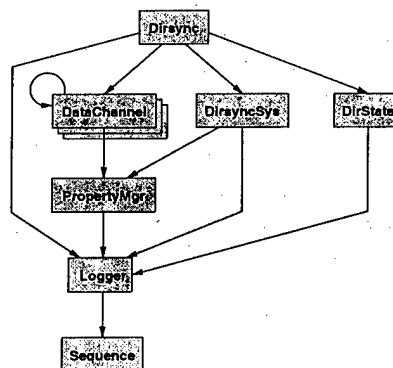 Dirsync
DataChannel
DirsyncSys
DirState
PropertyMgr
Logger
Sequence